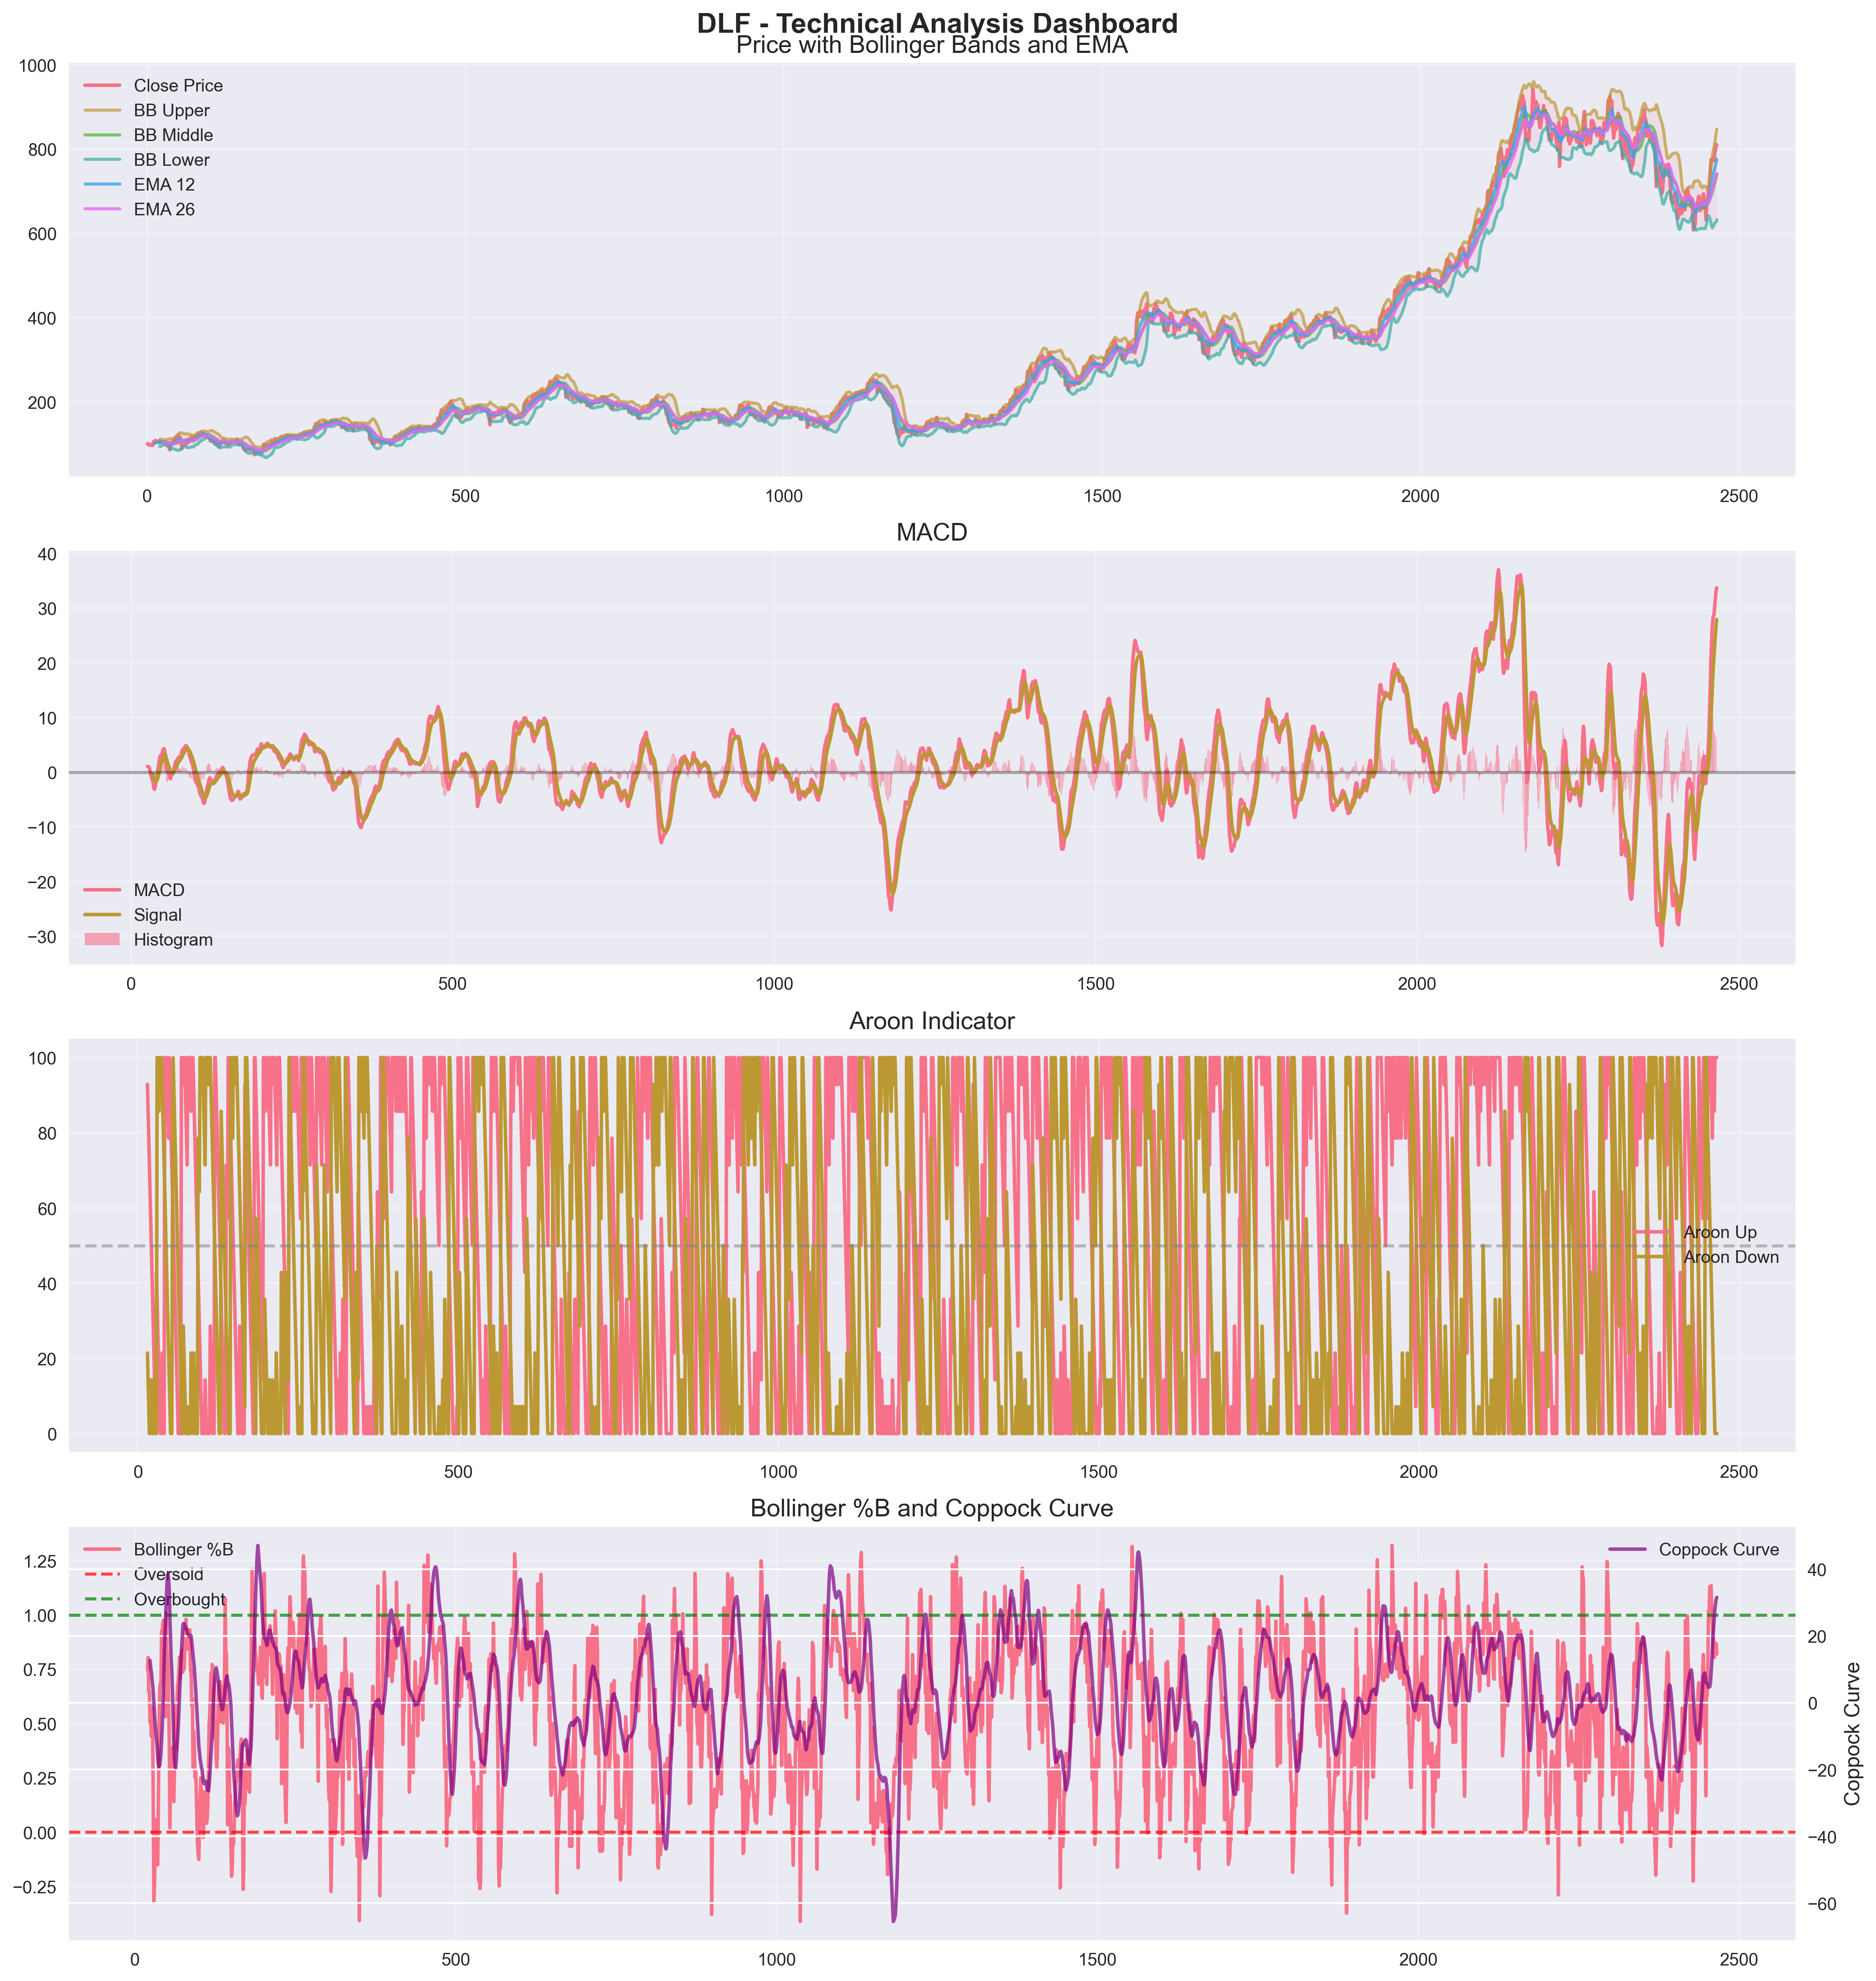 DLF - Technical Analysis Dashboard
Price with Bollinger Bands and EMA
1000
800
600
400
200
Close Price
BB Upper
BB Middle
BB Lower
EMA 12
EMA 26
0 500 1000 1500 2000 2500
MACD
40
30
20
10
0
−10
−20
−30
MACD
Signal
Histogram
0 500 1000 1500 2000 2500
Aroon Indicator
100
80
60
40
20
0
Aroon Up
Aroon Down
0 500 1000 1500 2000 2500
Bollinger %B and Coppock Curve
1.25
1.00
0.75
0.50
0.25
0.00
−0.25
Bollinger %B
Oversold
Overbought
Coppock Curve
40
20
0
−20
−40
−60
Coppock Curve
0 500 1000 1500 2000 2500